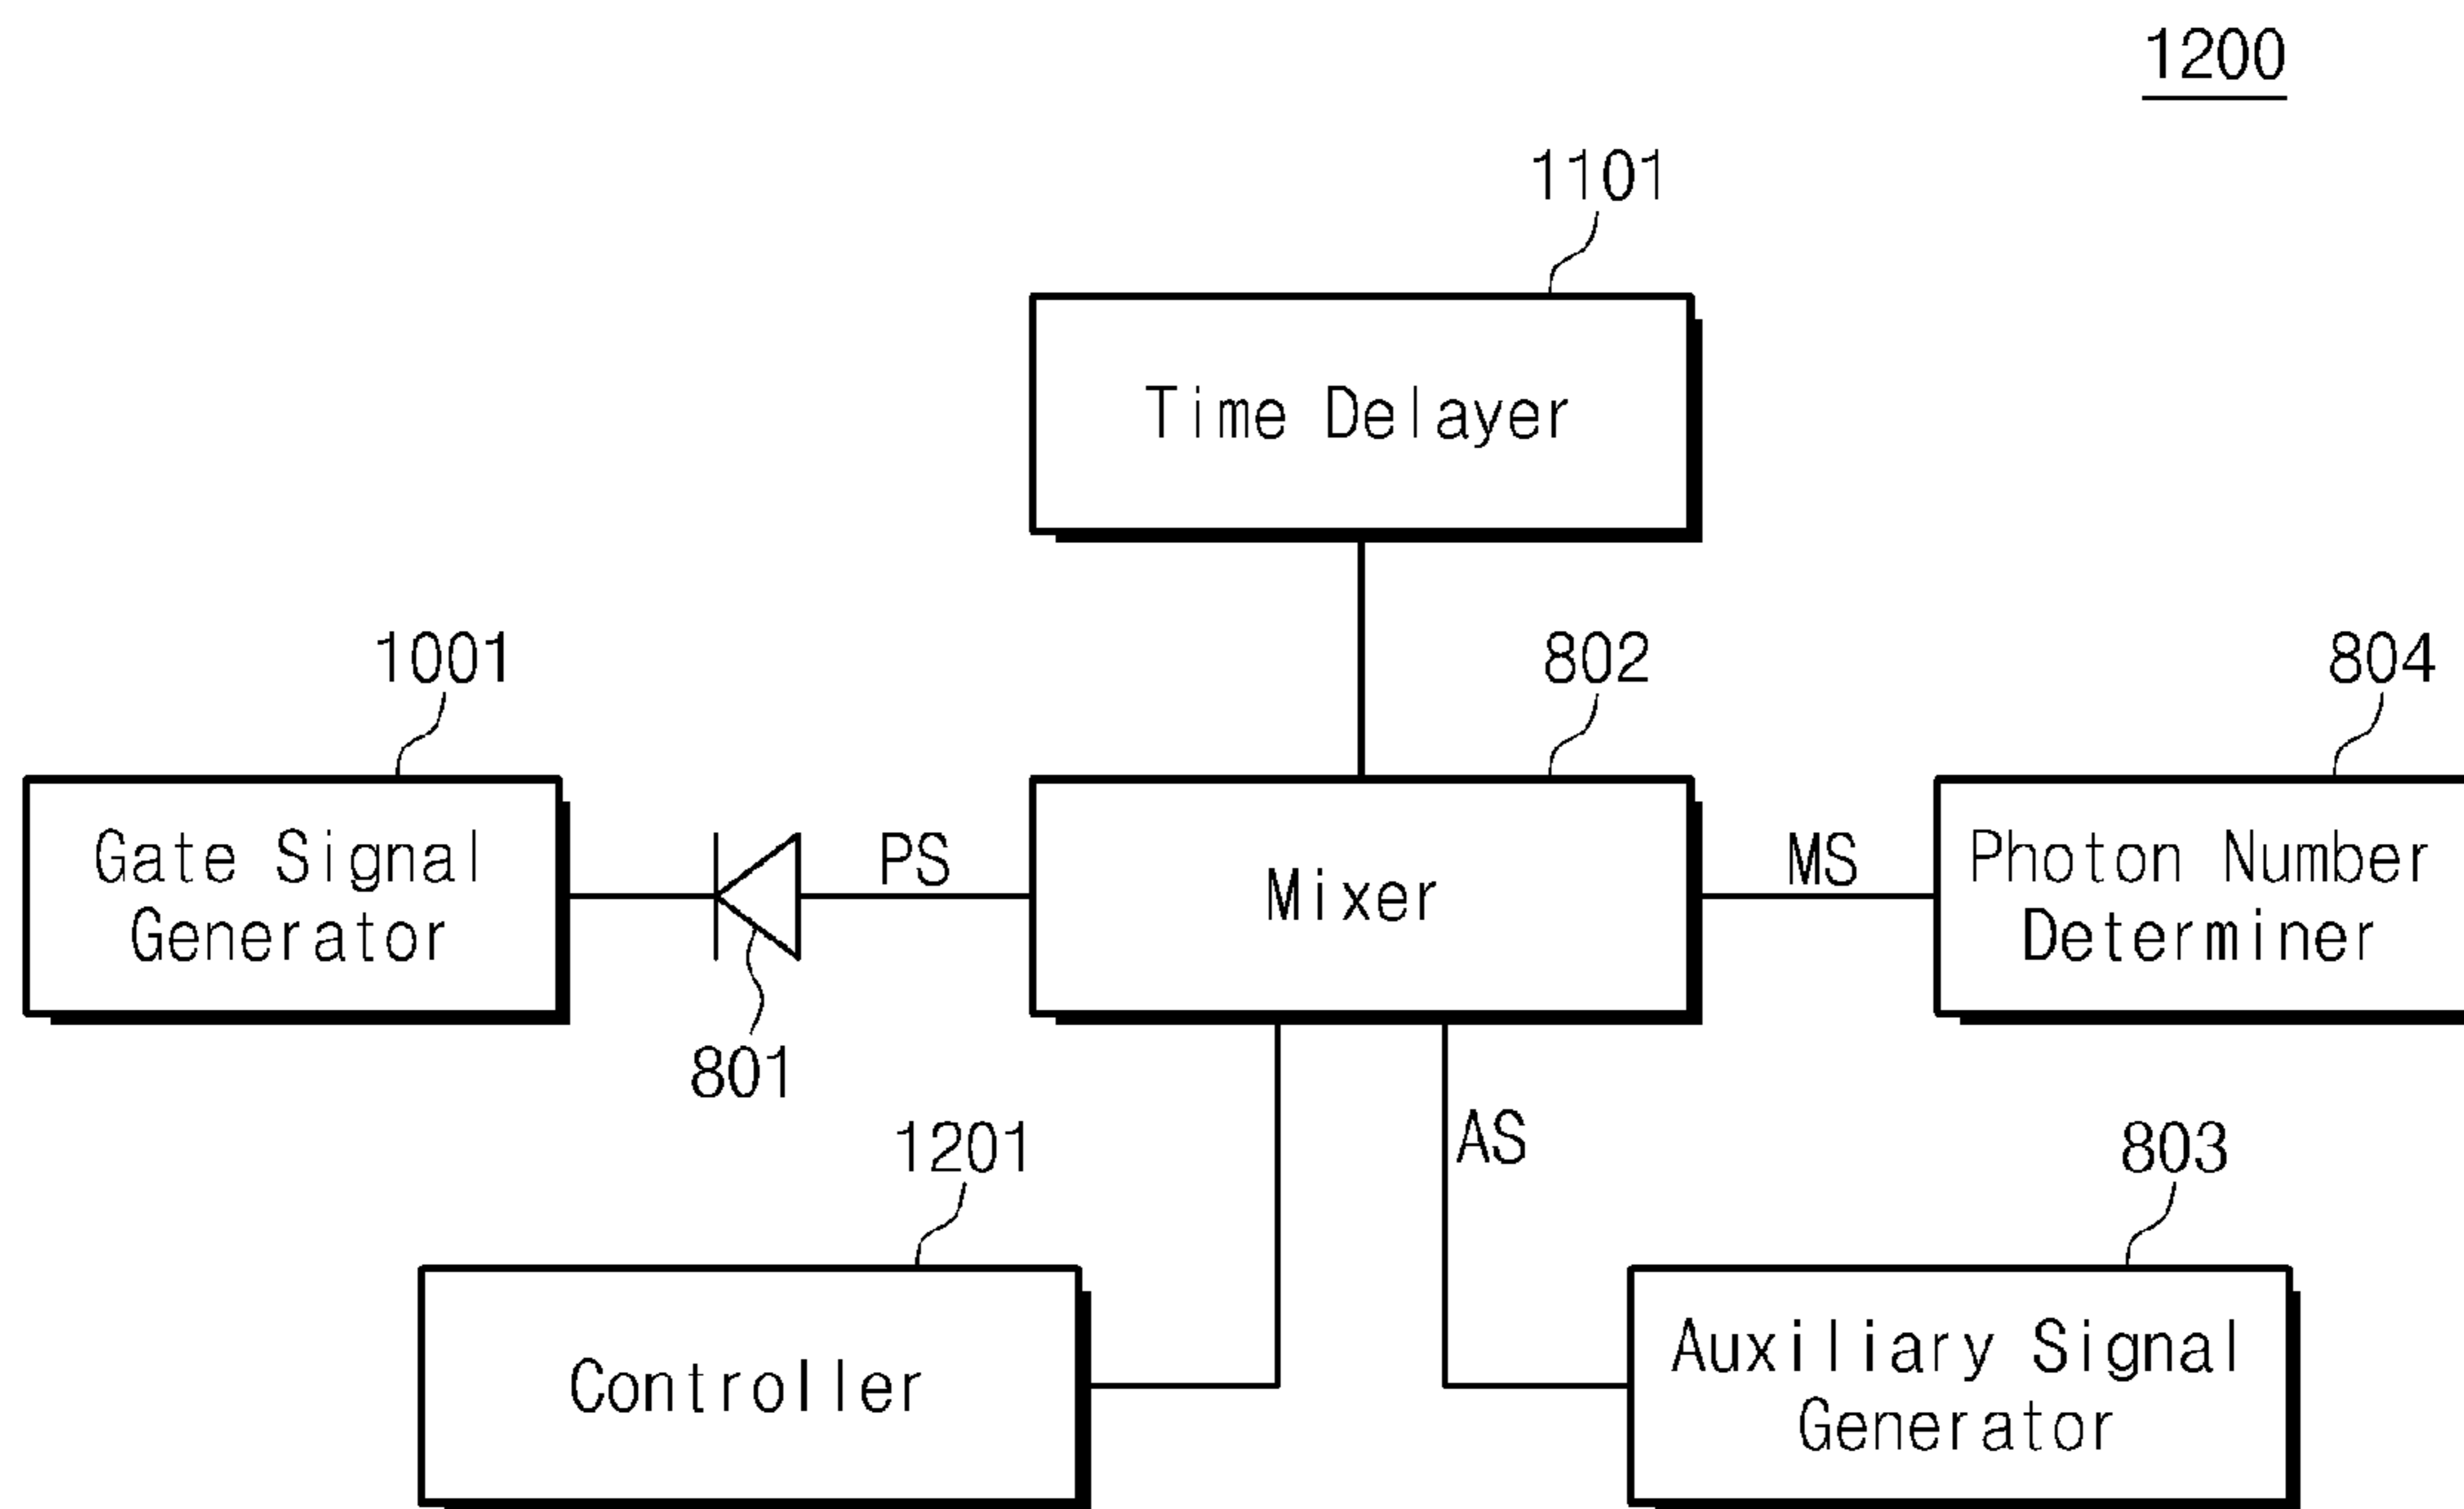 1200
1101
Time Delayer
1001
802
804
Gate Signal
Generator
PS
Mixer
MS
Photon Number
Determiner
801
1201
AS
803
Controller
Auxiliary Signal
Generator